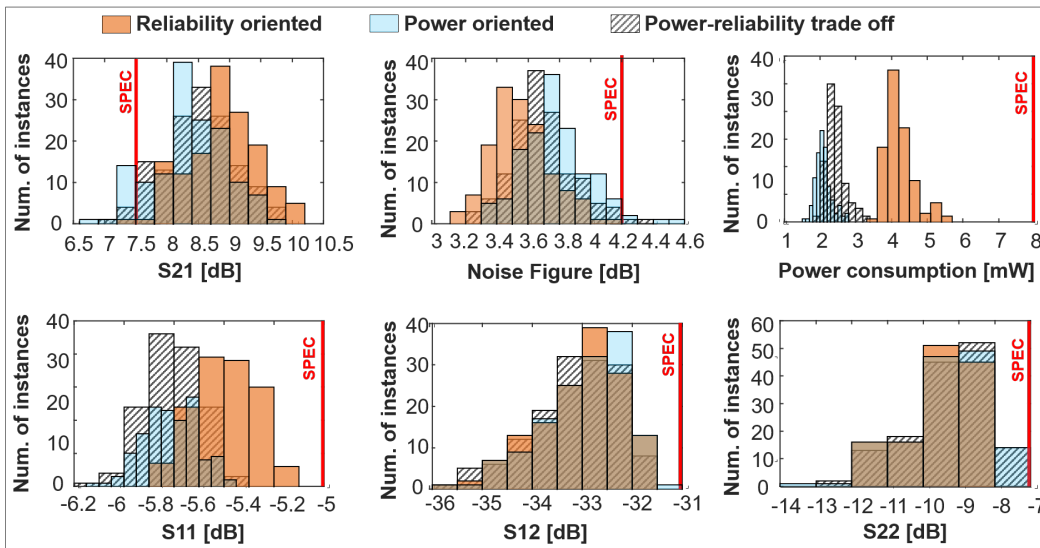 Reliability oriented Power oriented Power-reliability trade off
Num. of instances
40
30
20
10
0
SPEC
6.5 7 7.5 8 8.5 9 9.5 10 10.5
S21 [dB]
Num. of instances
40
30
20
10
0
SPEC
3 3.2 3.4 3.6 3.8 4 4.2 4.4 4.6
Noise Figure [dB]
Num. of instances
40
30
20
10
0
SPEC
1 2 3 4 5 6 7 8
Power consumption [mW]
Num. of instances
40
30
20
10
0
SPEC
-6.2 -6 -5.8 -5.6 -5.4 -5.2 -5
S11 [dB]
Num. of instances
40
30
20
10
0
SPEC
-36 -35 -34 -33 -32 -31
S12 [dB]
Num. of instances
60
50
40
30
20
10
0
SPEC
-14 -13 -12 -11 -10 -9 -8 -7
S22 [dB]